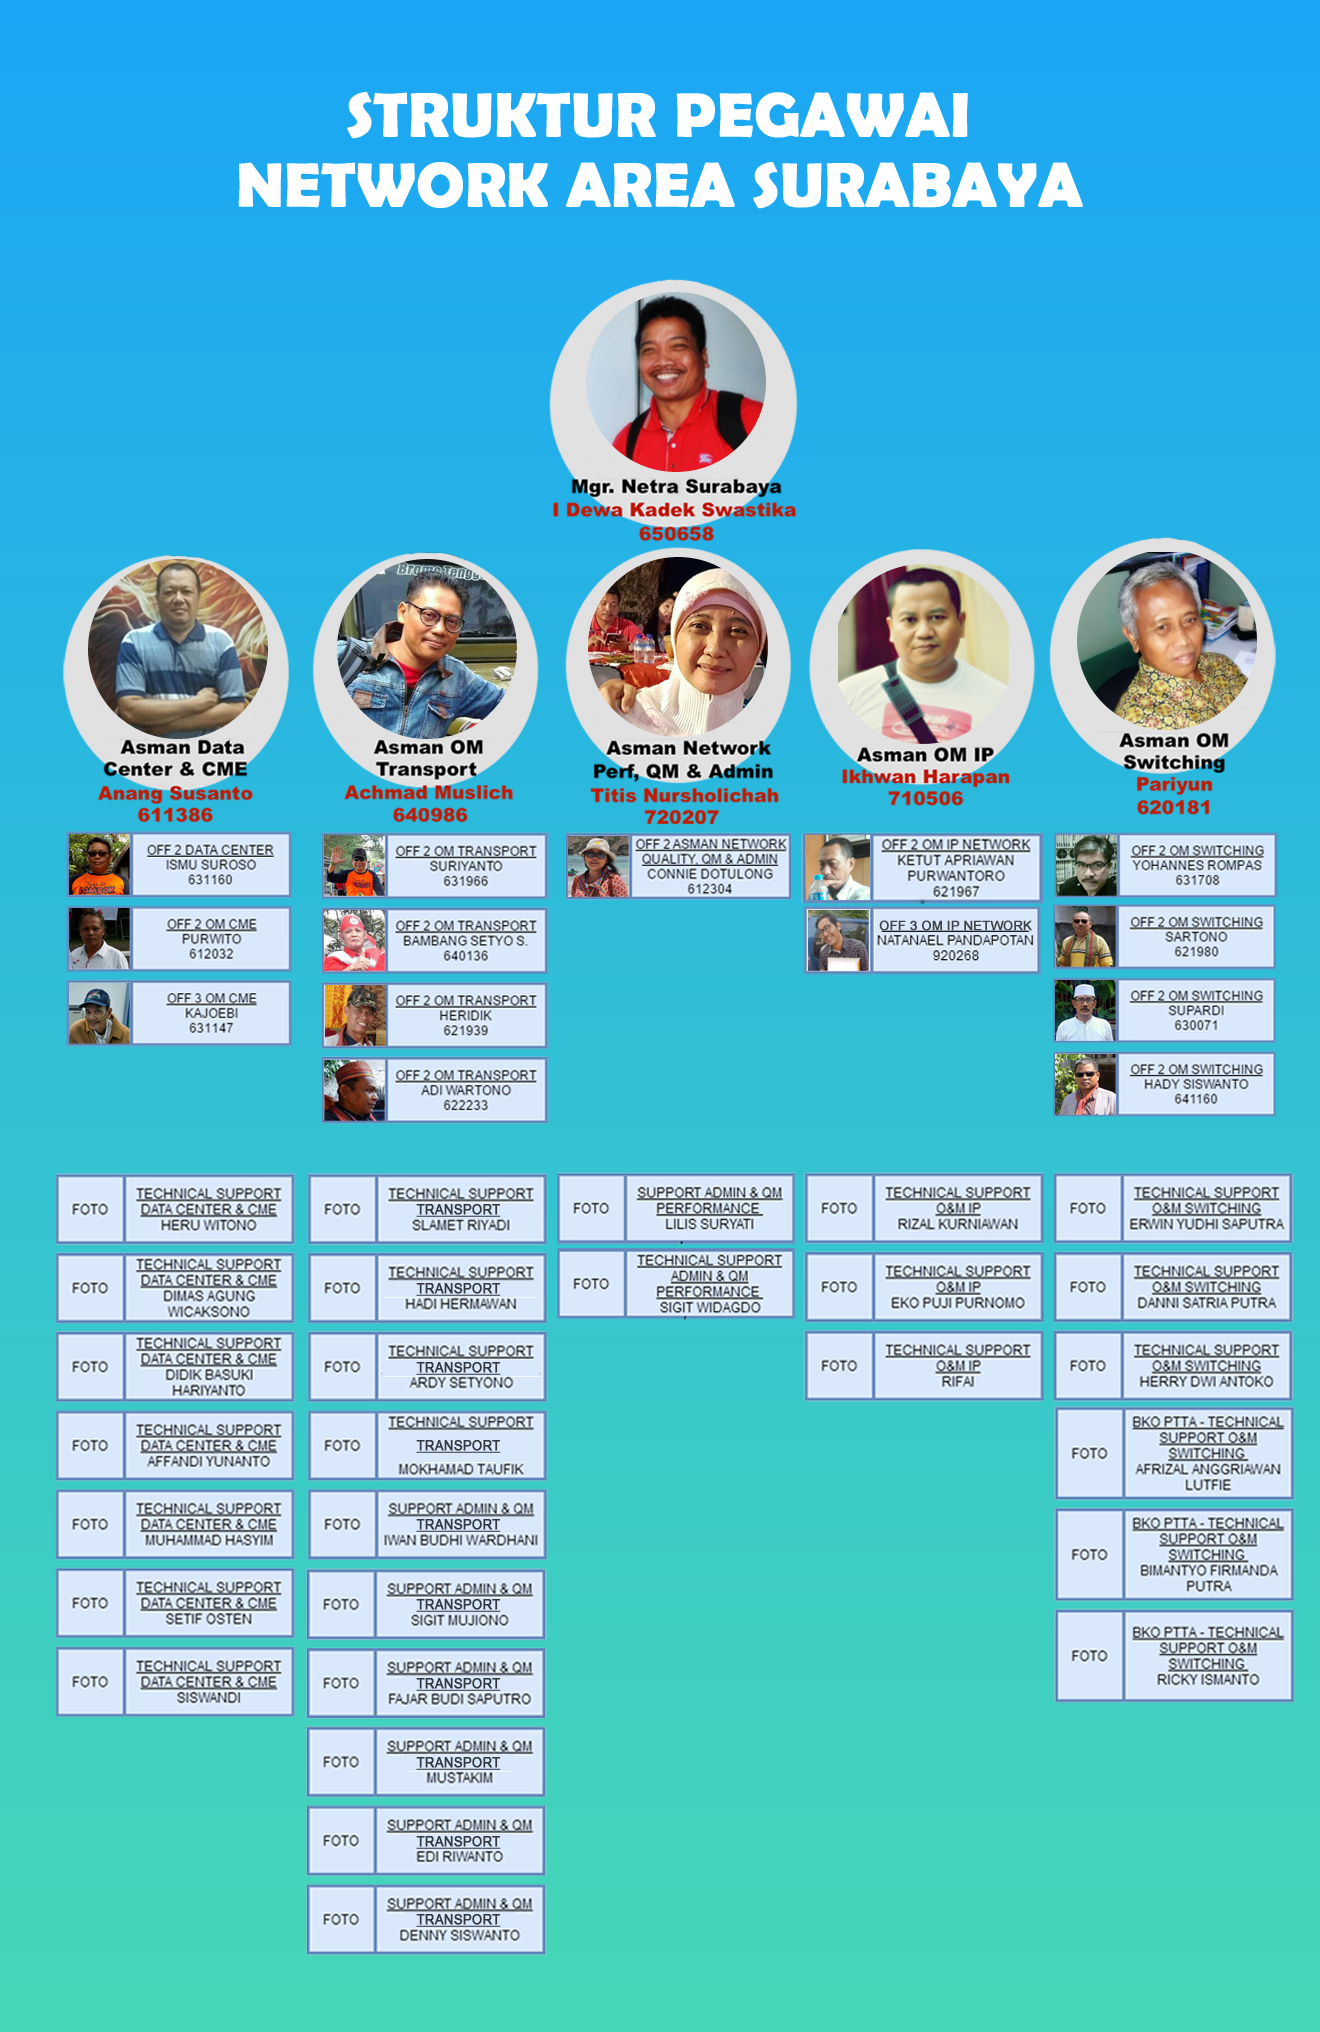 STRUKTUR PEGAWAI
NETWORK AREA SURABAYA
Mgr. Netra Surabaya
I Dewa Kadek Swastika
650658
Asman Data
Center & CME
Anang Susanto
611386
OFF 2 DATA CENTER
ISMU SUROSO
631160
OFF 2 OM CME
PURWITO
612032
OFF 3 OM CME
KAJOEBI
631147
Bromo Tengg
Asman OM
Transport
Achmad Muslich
640986
OFF 2 OM TRANSPORT
SURIYANTO
631966
OFF 2 OM TRANSPORT
BAMBANG SETYO S.
640136
OFF 2 OM TRANSPORT
HERIDIK
621939
OFF 2 OM TRANSPORT
ADI WARTONO
622233
Asman Network
Perf, QM & Admin
Titis Nursholichah
720207
OFF 2 ASMAN NETWORK
QUALITY, QM & ADMIN
CONNIE DOTULONG
612304
Asman OM IP
Ikhwan Harapan
710506
OFF 2 OM IP NETWORK
KETUT APRIAWAN
PURWANTORO
621967
OFF 3 OM IP NETWORK
NATANAEL PANDAPOTAN
920268
Asman OM
Switching
Pariyun
620181
OFF 2 OM SWITCHING
YOHANNES ROMPAS
631708
OFF 2 OM SWITCHING
SARTONO
621980
OFF 2 OM SWITCHING
SUPARDI
630071
OFF 2 OM SWITCHING
HADY SISWANTO
641160
FOTO
TECHNICAL SUPPORT
DATA CENTER & CME
HERU WITONO
FOTO
TECHNICAL SUPPORT
DATA CENTER & CME
DIMAS AGUNG
WICAKSONO
FOTO
TECHNICAL SUPPORT
DATA CENTER & CME
DIDIK BASUKI
HARIYANTO
FOTO
TECHNICAL SUPPORT
DATA CENTER & CME
AFFANDI YUNANTO
FOTO
TECHNICAL SUPPORT
DATA CENTER & CME
MUHAMMAD HASYIM
FOTO
TECHNICAL SUPPORT
DATA CENTER & CME
SETIF OSTEN
FOTO
TECHNICAL SUPPORT
DATA CENTER & CME
SISWANDI
FOTO
TECHNICAL SUPPORT
TRANSPORT
SLAMET RIYADI
FOTO
TECHNICAL SUPPORT
TRANSPORT
HADI HERMAWAN
FOTO
TECHNICAL SUPPORT
TRANSPORT
ARDY SETYONO
FOTO
TECHNICAL SUPPORT
TRANSPORT
MOKHAMAD TAUFIK
FOTO
SUPPORT ADMIN & QM
TRANSPORT
IWAN BUDHI WARDHANI
FOTO
SUPPORT ADMIN & QM
TRANSPORT
SIGIT MUJIONO
FOTO
SUPPORT ADMIN & QM
TRANSPORT
FAJAR BUDI SAPUTRO
FOTO
SUPPORT ADMIN & QM
TRANSPORT
MUSTAKIM
FOTO
SUPPORT ADMIN & QM
TRANSPORT
EDI RIWANTO
FOTO
SUPPORT ADMIN & QM
TRANSPORT
DENNY SISWANTO
FOTO
SUPPORT ADMIN & QM
PERFORMANCE
LILIS SURYATI
FOTO
TECHNICAL SUPPORT
ADMIN & QM
PERFORMANCE
SIGIT WIDAGDO
FOTO
TECHNICAL SUPPORT
O&M IP
RIZAL KURNIAWAN
FOTO
TECHNICAL SUPPORT
O&M IP
EKO PUJI PURNOMO
FOTO
TECHNICAL SUPPORT
O&M IP
RIFAI
FOTO
TECHNICAL SUPPORT
O&M SWITCHING
ERWIN YUDHI SAPUTRA
FOTO
TECHNICAL SUPPORT
O&M SWITCHING
DANNI SATRIA PUTRA
FOTO
TECHNICAL SUPPORT
O&M SWITCHING
HERRY DWI ANTOKO
FOTO
BKO PTTA - TECHNICAL
SUPPORT O&M
SWITCHING
AFRIZAL ANGGRIAWAN
LUTFIE
FOTO
BKO PTTA - TECHNICAL
SUPPORT O&M
SWITCHING
BIMANTYO FIRMANDA
PUTRA
FOTO
BKO PTTA - TECHNICAL
SUPPORT O&M
SWITCHING
RICKY ISMANTO